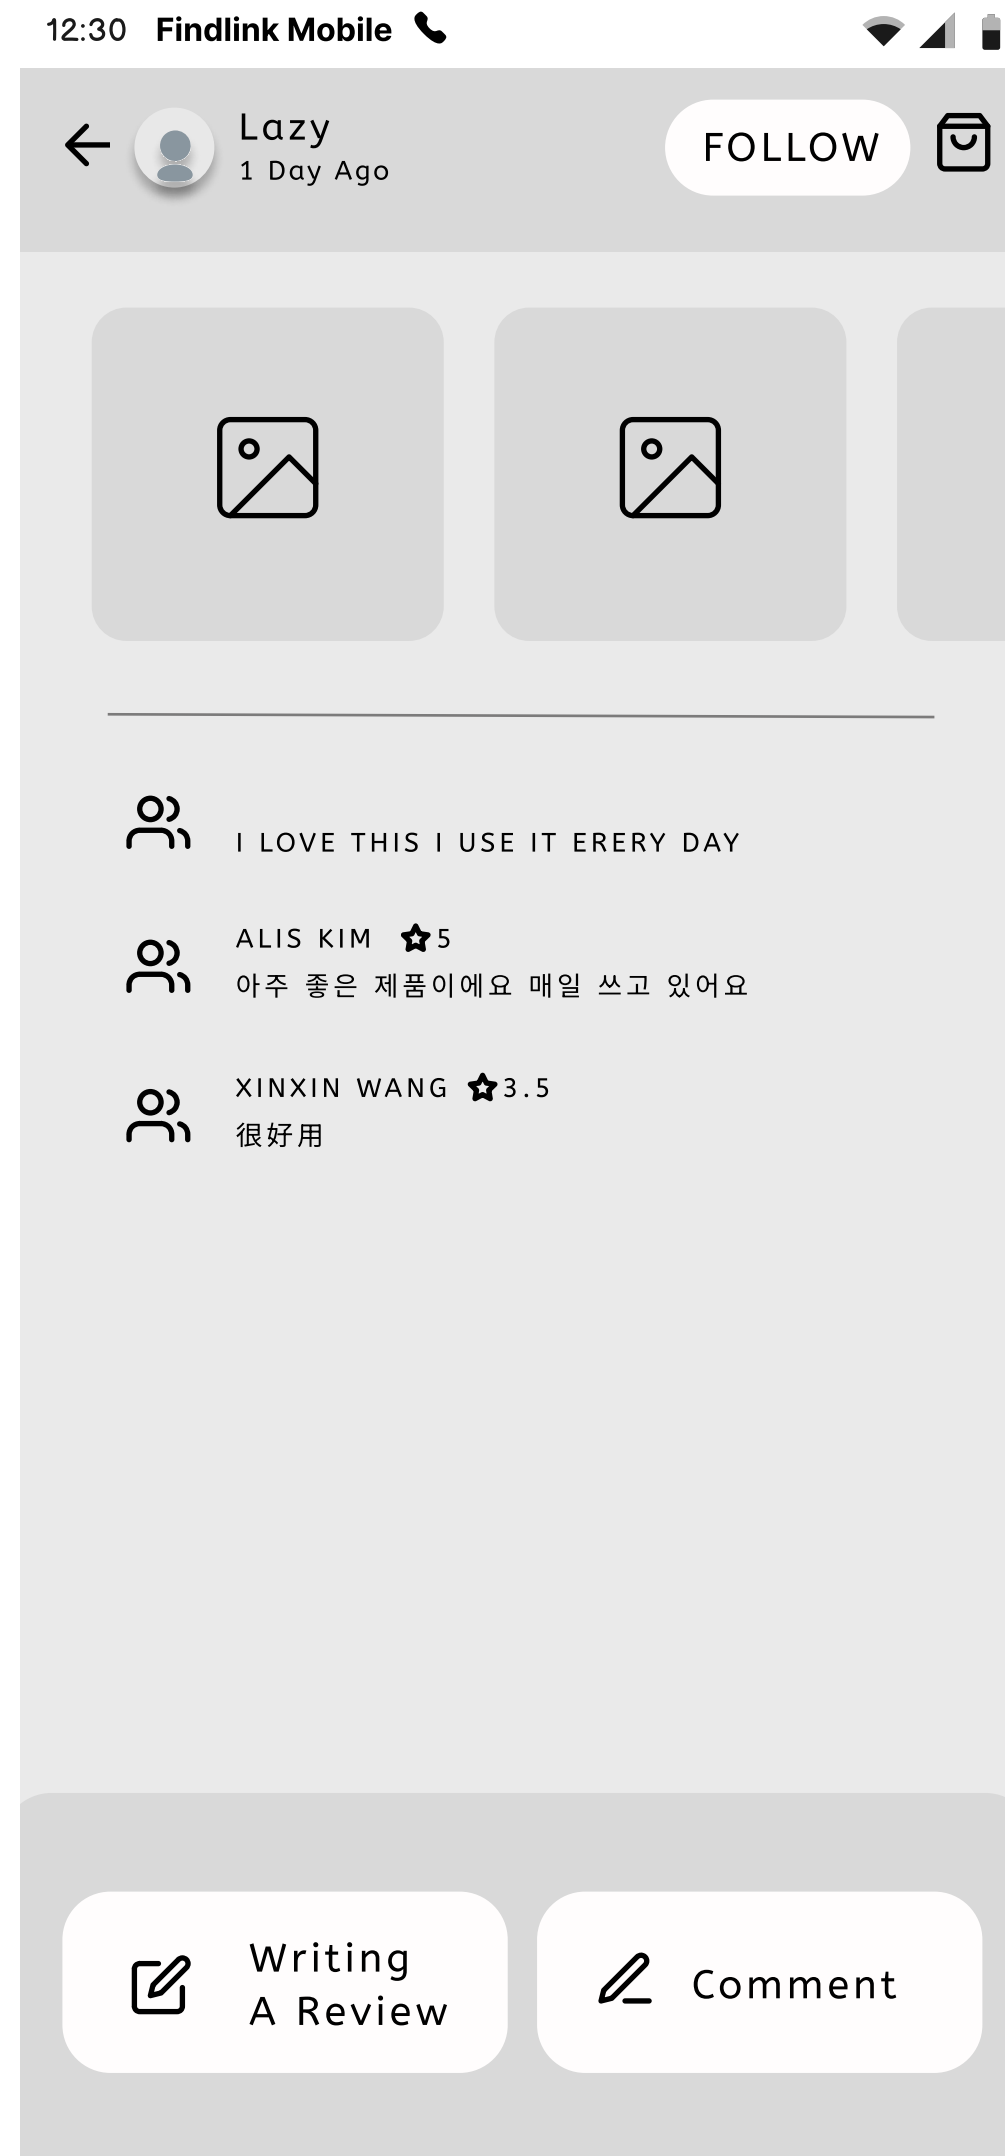 12:30 Findlink Mobile
Lazy
1 Day Ago
FOLLOW
I LOVE THIS I USE IT ERERY DAY
ALIS KIM 5
아주 좋은 제품이에요 매일 쓰고 있어요
XINXIN WANG 3.5
很好用
Writing
A Review
Comment